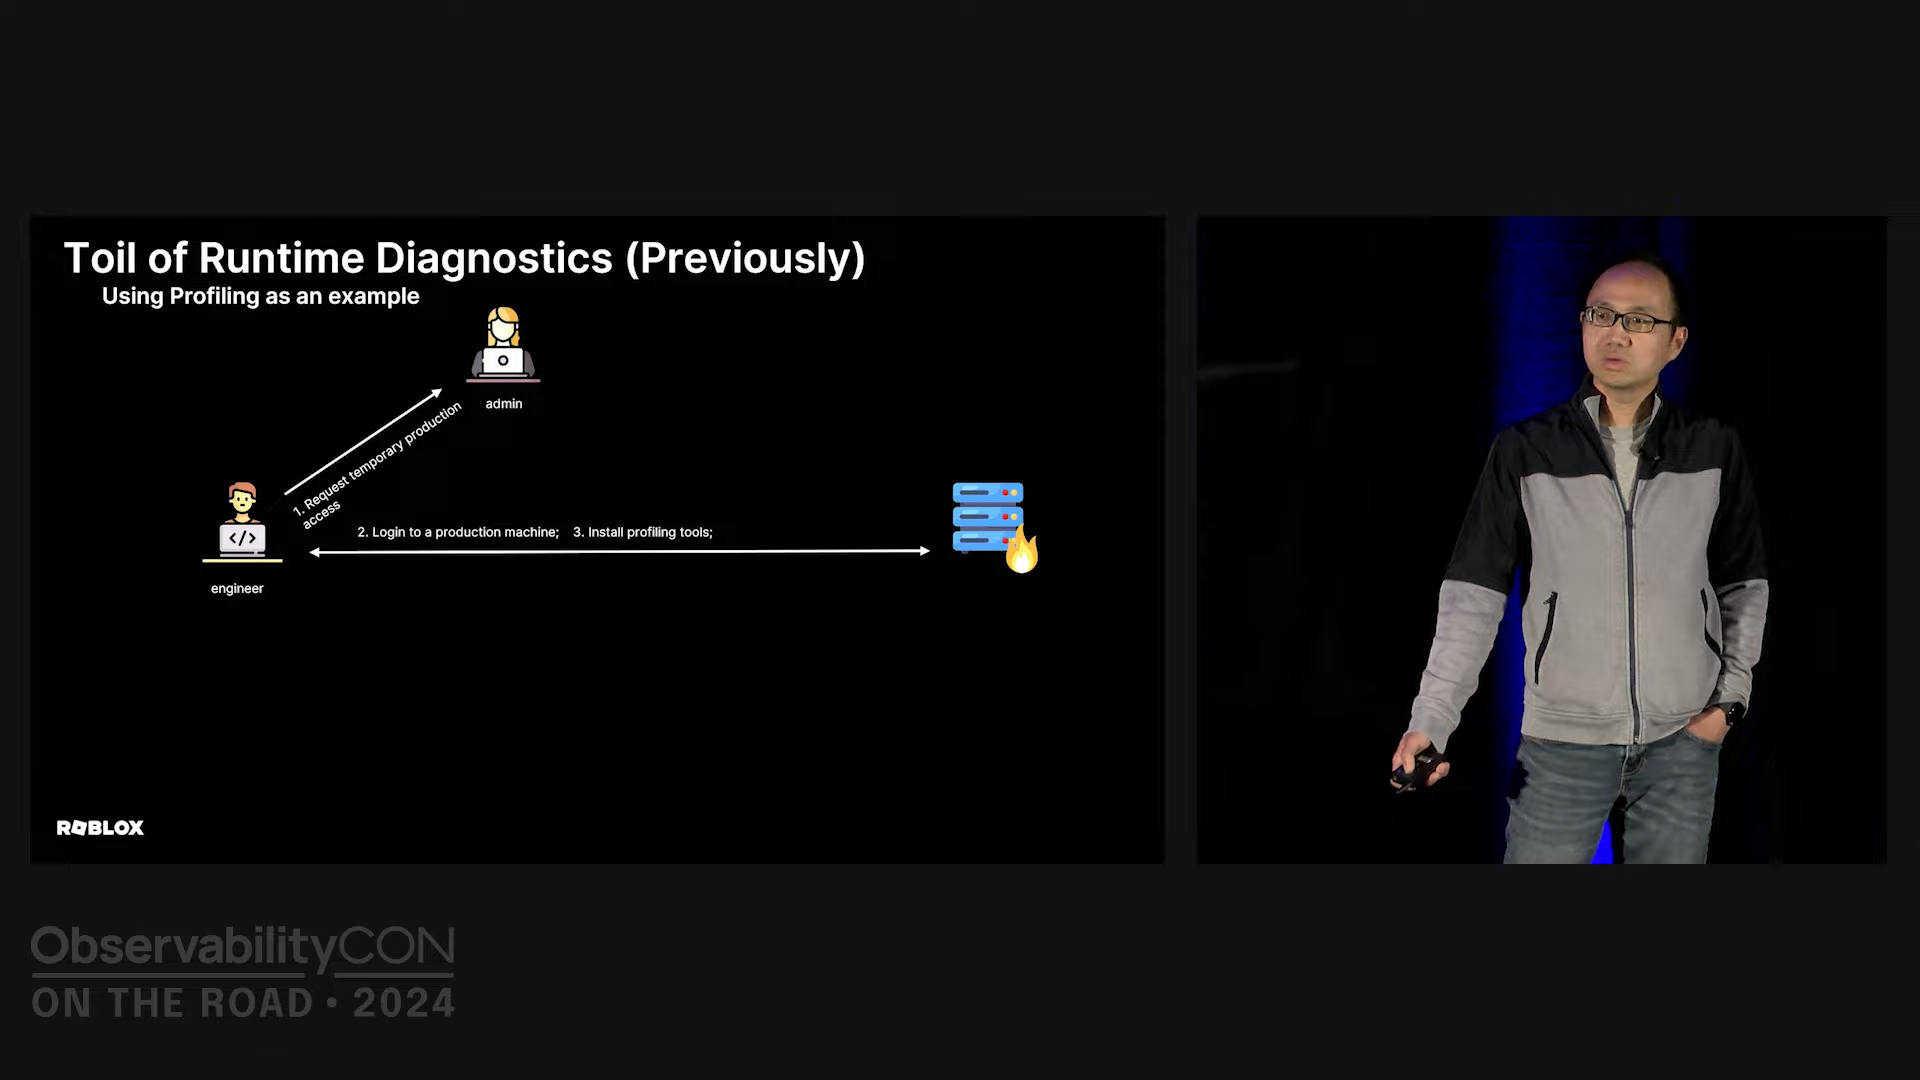 Toil of Runtime Diagnostics (Previously)
Using Profiling as an example
admin
1. Request temporary production
access
</>
2. Login to a production machine; 3. Install profiling tools;
engineer
ROBLOX
ObservabilityCON
ON THE ROAD • 2024